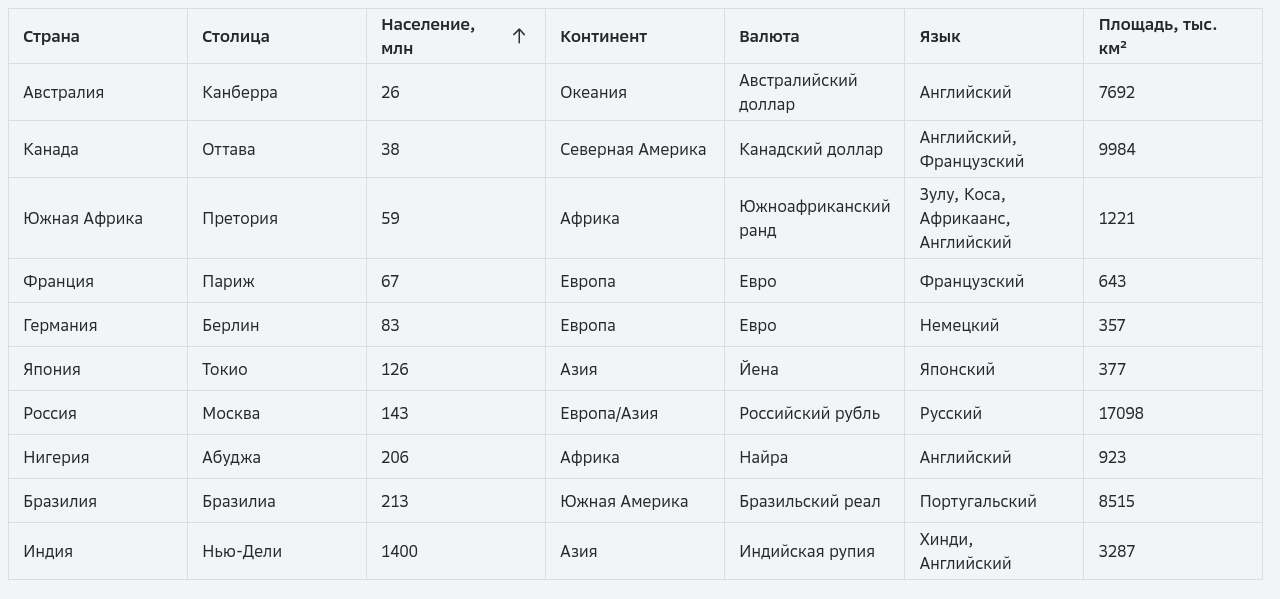 Страна Столица Население, млн ↑ Континент Валюта Язык Площадь, тыс. км²
Австралия Канберра 26 Океания Австралийский доллар Английский 7692
Канада Оттава 38 Северная Америка Канадский доллар Английский, Французский 9984
Южная Африка Претория 59 Африка Южноафриканский ранд Зулу, Коса, Африкаанс, Английский 1221
Франция Париж 67 Европа Евро Французский 643
Германия Берлин 83 Европа Евро Немецкий 357
Япония Токио 126 Азия Йена Японский 377
Россия Москва 143 Европа/Азия Российский рубль Русский 17098
Нигерия Абуджа 206 Африка Найра Английский 923
Бразилия Бразилиа 213 Южная Америка Бразильский реал Португальский 8515
Индия Нью-Дели 1400 Азия Индийская рупия Хинди, Английский 3287